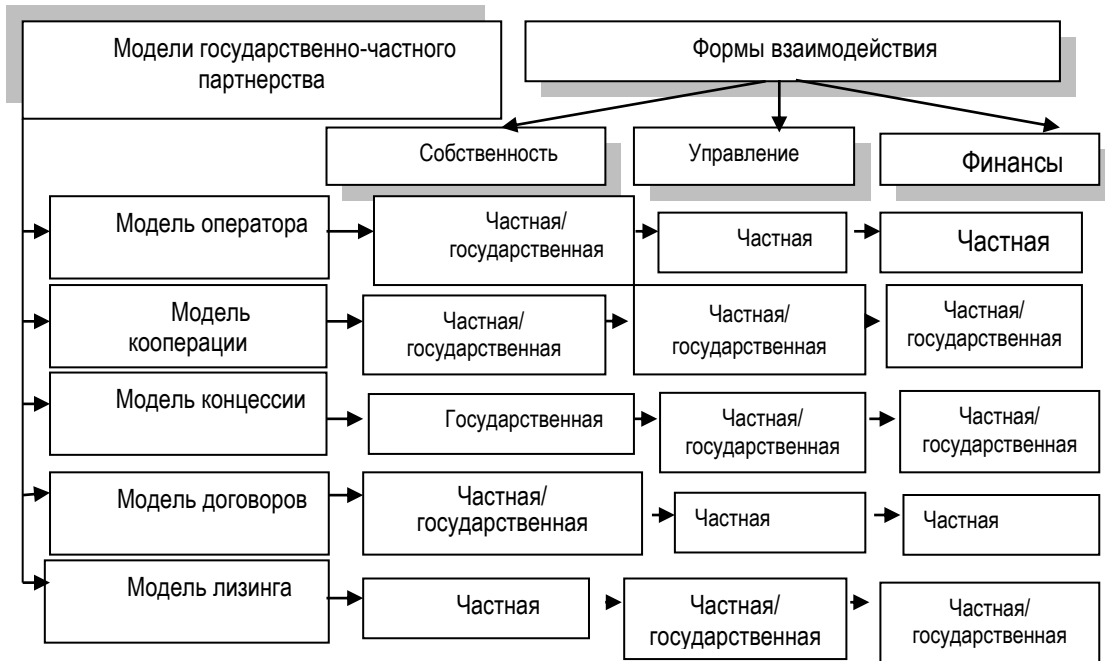 Модели государственно-частного
партнерства
Формы взаимодействия
Собственность
Управление
Финансы
Модель оператора
Частная/
государственная
Частная
Частная
Модель
кооперации
Частная/
государственная
Частная/
государственная
Частная/
государственная
Модель концессии
Государственная
Частная/
государственная
Частная/
государственная
Модель договоров
Частная/
государственная
Частная
Частная
Модель лизинга
Частная
Частная/
государственная
Частная/
государственная